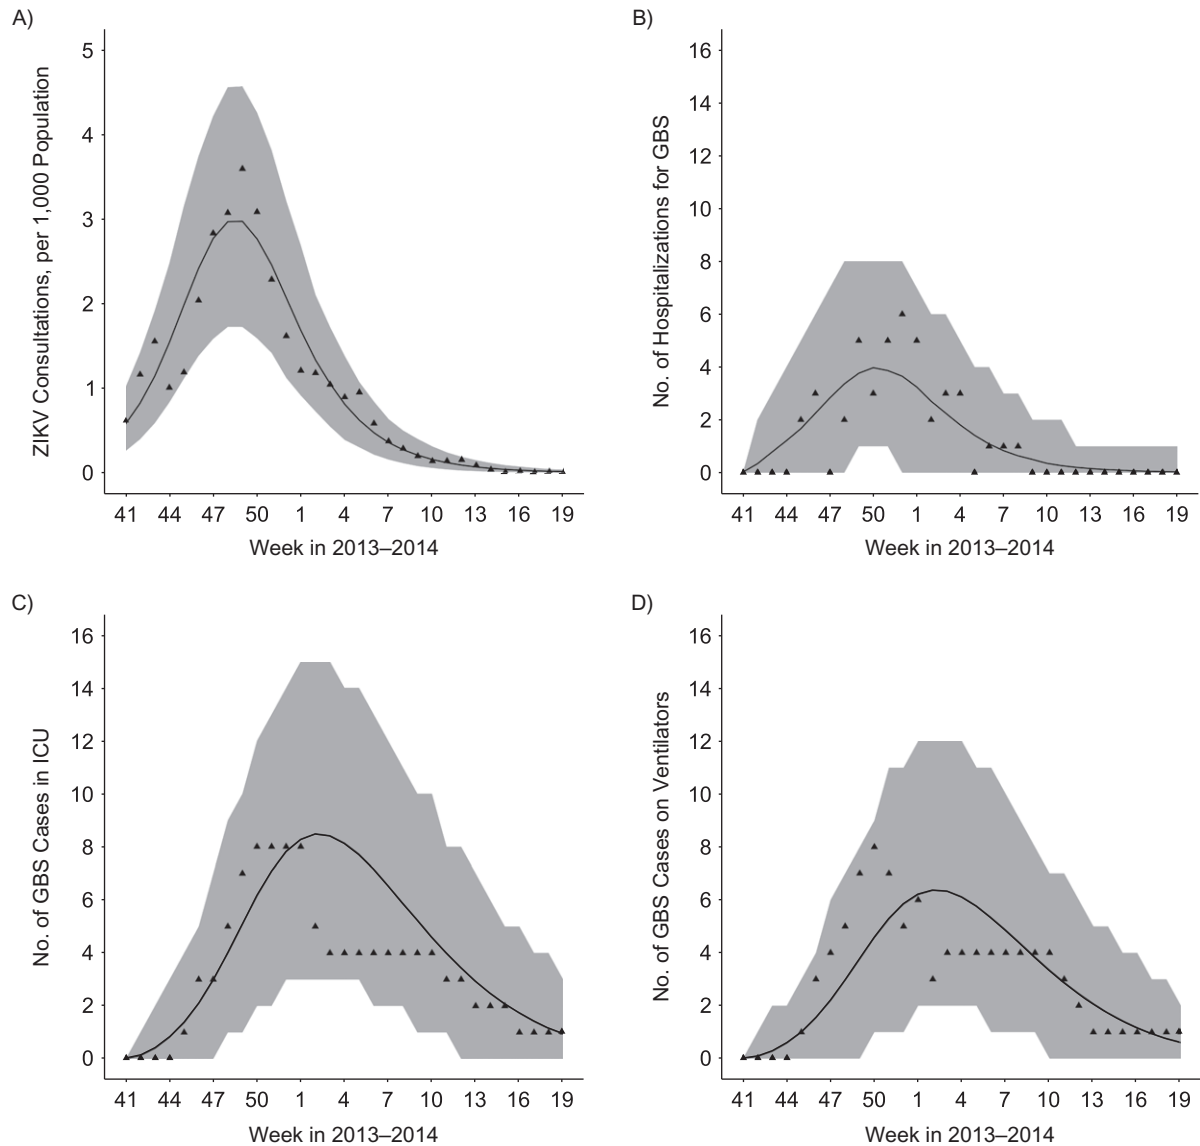 A)
ZIKV Consultations, per 1,000 Population
5
4
3
2
1
0
41 44 47 50 1 4 7 10 13 16 19
Week in 2013–2014
B)
No. of Hospitalizations for GBS
16
14
12
10
8
6
4
2
0
41 44 47 50 1 4 7 10 13 16 19
Week in 2013–2014
C)
No. of GBS Cases in ICU
16
14
12
10
8
6
4
2
0
41 44 47 50 1 4 7 10 13 16 19
Week in 2013–2014
D)
No. of GBS Cases on Ventilators
16
14
12
10
8
6
4
2
0
41 44 47 50 1 4 7 10 13 16 19
Week in 2013–2014